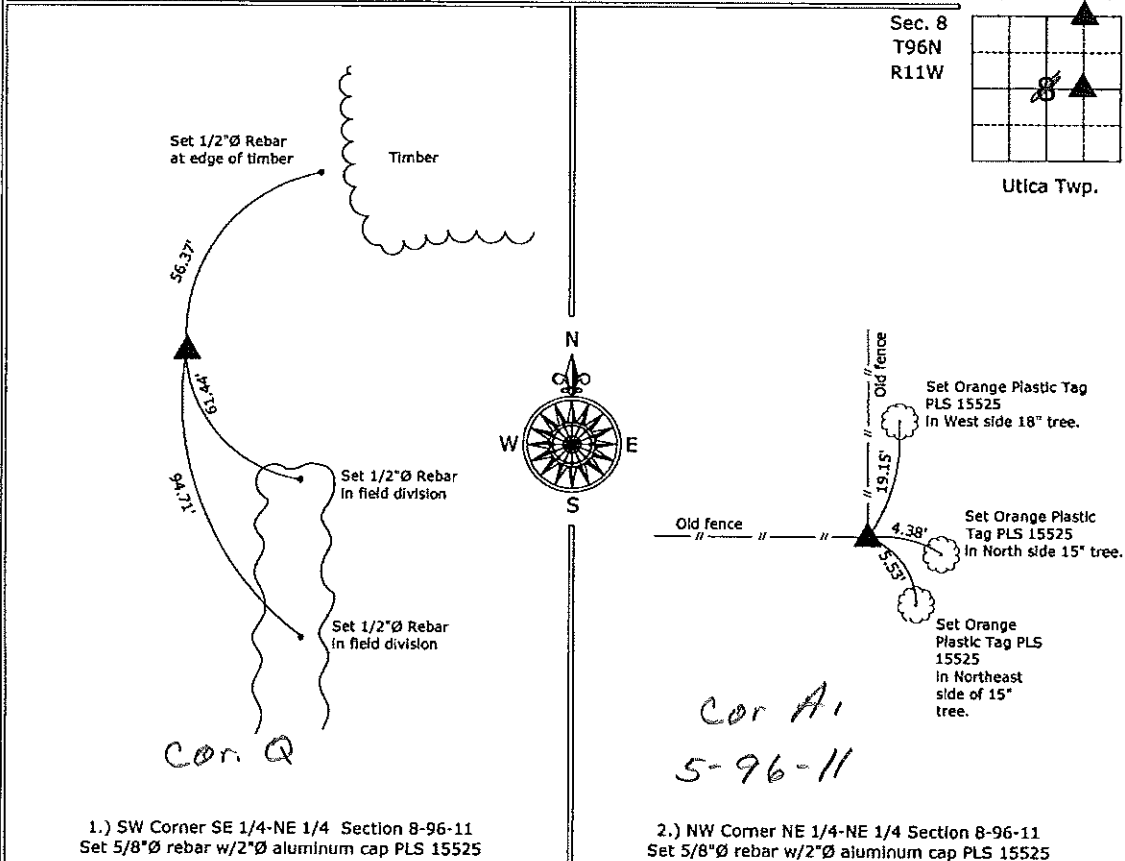 Sec. 8
T96N
R11W
8
Utica Twp.
Set 1/2"Ø Rebar
at edge of timber
Timber
56.37'
61.44'
94.71'
Set 1/2"Ø Rebar
in field division
Set 1/2"Ø Rebar
in field division
Cor. Q
1.) SW Corner SE 1/4-NE 1/4 Section 8-96-11
Set 5/8"Ø rebar w/2"Ø aluminum cap PLS 15525
N
W
E
S
Old fence
Set Orange Plastic Tag
PLS 15525
in West side 18" tree.
19.15'
Old fence
4.38'
Set Orange Plastic
Tag PLS 15525
in North side 15" tree.
5.53'
Set Orange
Plastic Tag PLS
15525
in Northeast
side of 15"
tree.
Cor A1
5-96-11
2.) NW Corner NE 1/4-NE 1/4 Section 8-96-11
Set 5/8"Ø rebar w/2"Ø aluminum cap PLS 15525